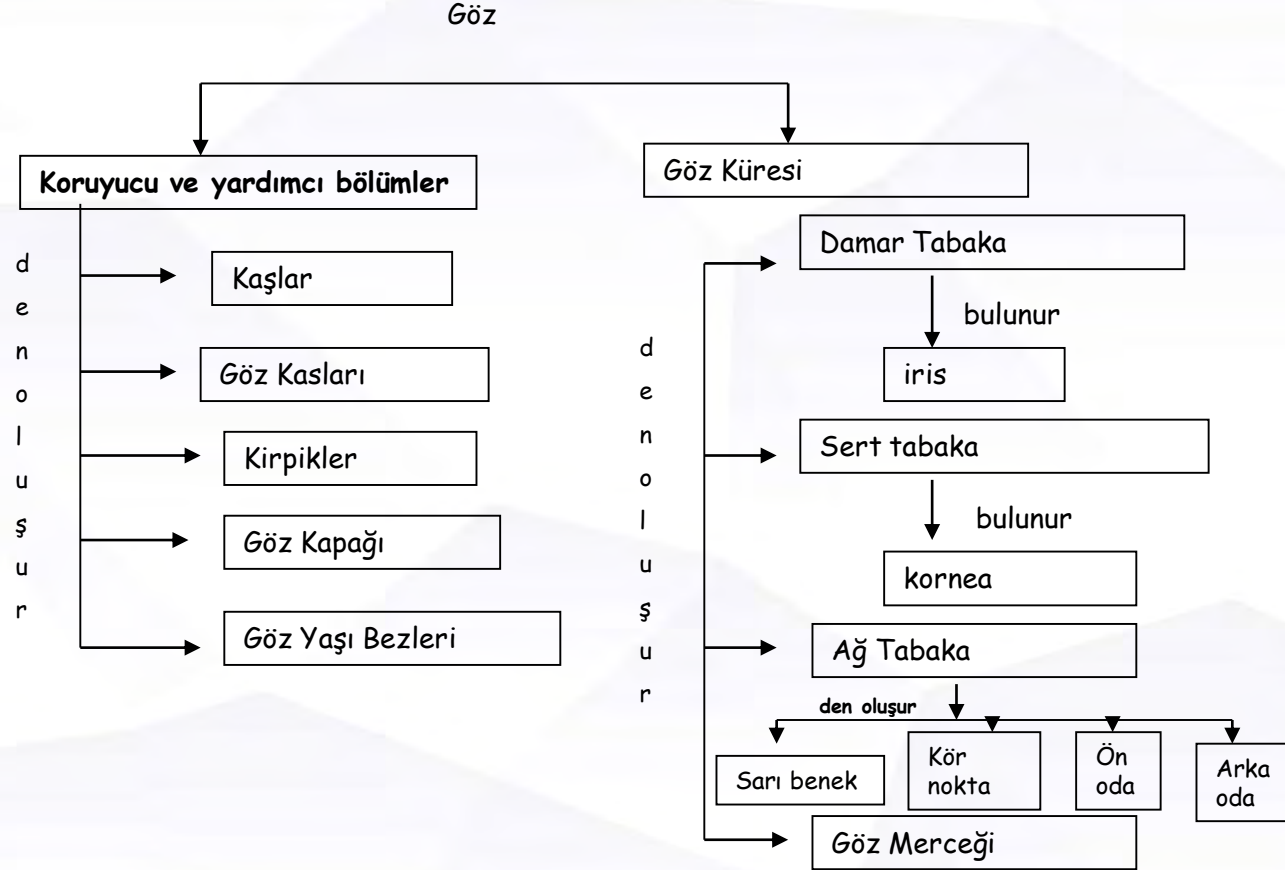 Göz
Koruyucu ve yardımcı bölümler
denoluşur
Kaşlar
Göz Kasları
Kirpikler
Göz Kapağı
Göz Yaşı Bezleri
Göz Küresi
denoluşur
Damar Tabaka
bulunur
iris
Sert tabaka
bulunur
kornea
Ağ Tabaka
den oluşur
Sarı benek
Kör
nokta
Ön
oda
Arka
oda
Göz Merceği